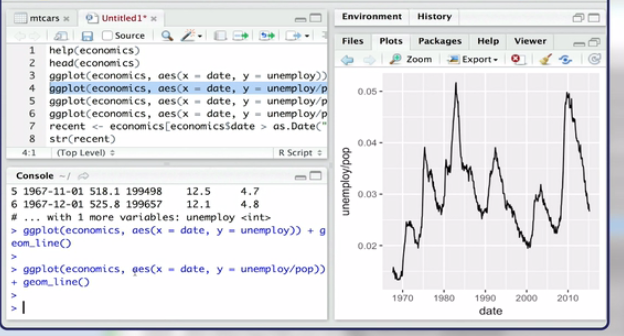 mtcars
Untitled1*
Source
1 help(economics)
2 head(economics)
3 ggplot(economics, aes(x = date, y = unemploy))
4 ggplot(economics, aes(x = date, y = unemploy/p
5 ggplot(economics, aes(x = date, y = unemploy/p
6 ggplot(economics, aes(x = date, y = unemploy/p
7 recent <- economics[economics$date > as.Date("
8 str(recent)
4:1 (Top Level) R Script
Console ~/
5 1967-11-01 518.1 199498 12.5 4.7
6 1967-12-01 525.8 199657 12.1 4.8
# ... with 1 more variables: unemploy <int>
> ggplot(economics, aes(x = date, y = unemploy)) + g
eom_line()
>
> ggplot(economics, aes(x = date, y = unemploy/pop))
+ geom_line()
>
>
Environment History
Files Plots Packages Help Viewer
Zoom Export
unemploy/pop
0.05
0.04
0.03
0.02
1970 1980 1990 2000 2010
date